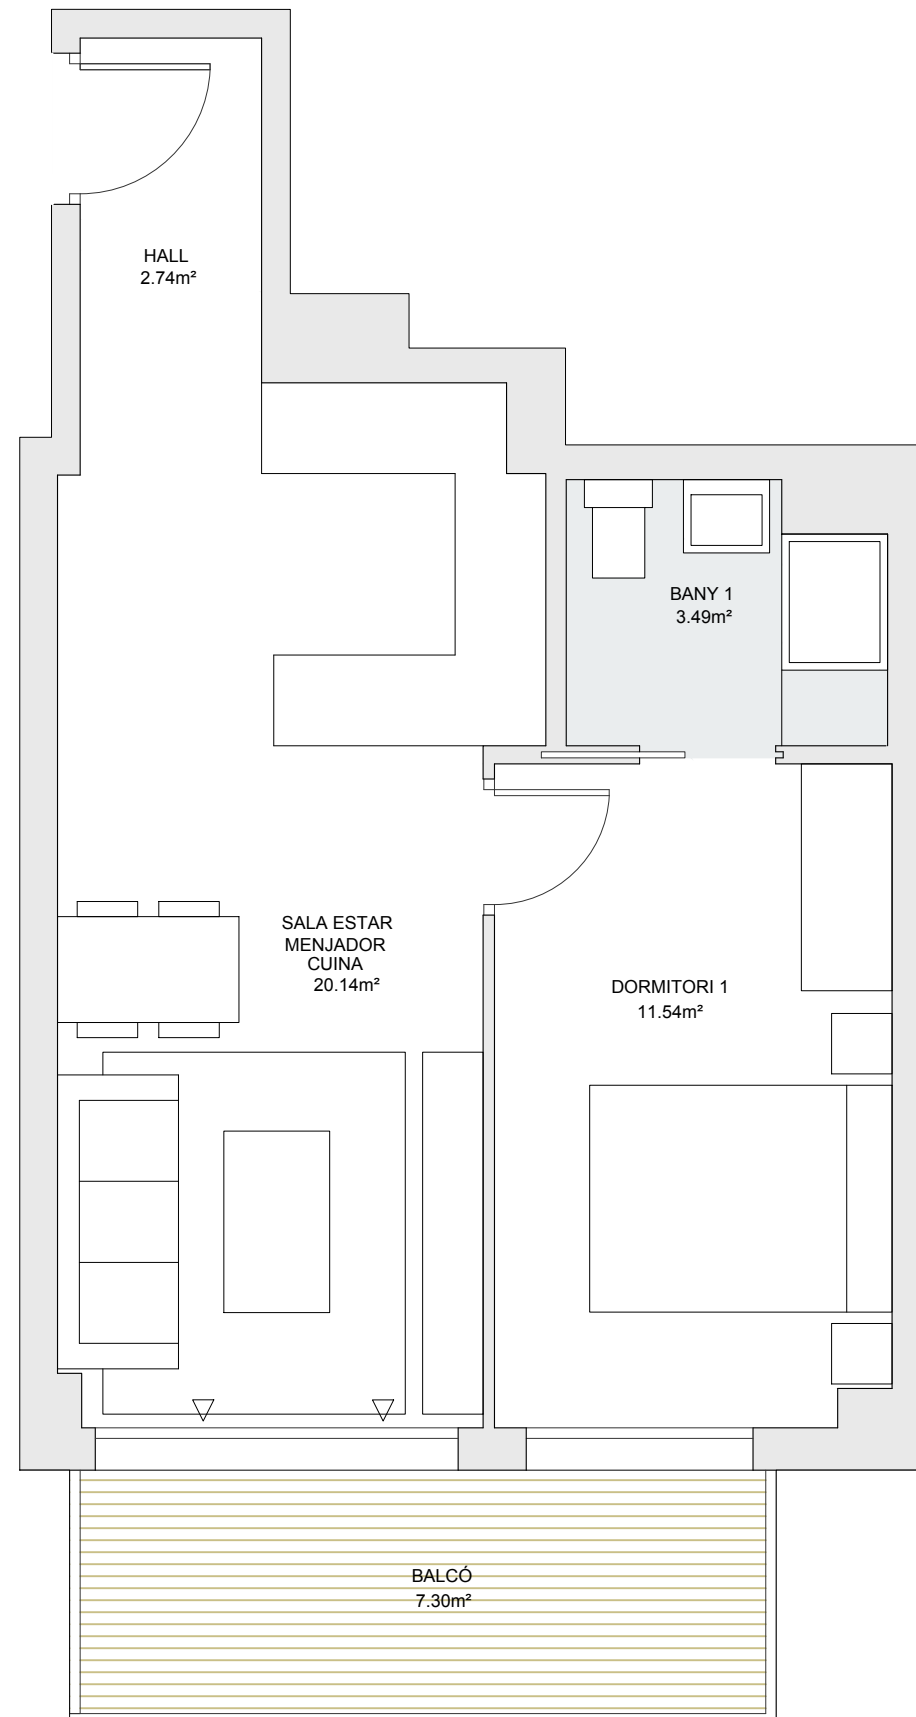 HALL
2.74m²
BANY 1
3.49m²
SALA ESTAR
MENJADOR
CUINA
20.14m²
DORMITORI 1
11.54m²
BALCÓ
7.30m²